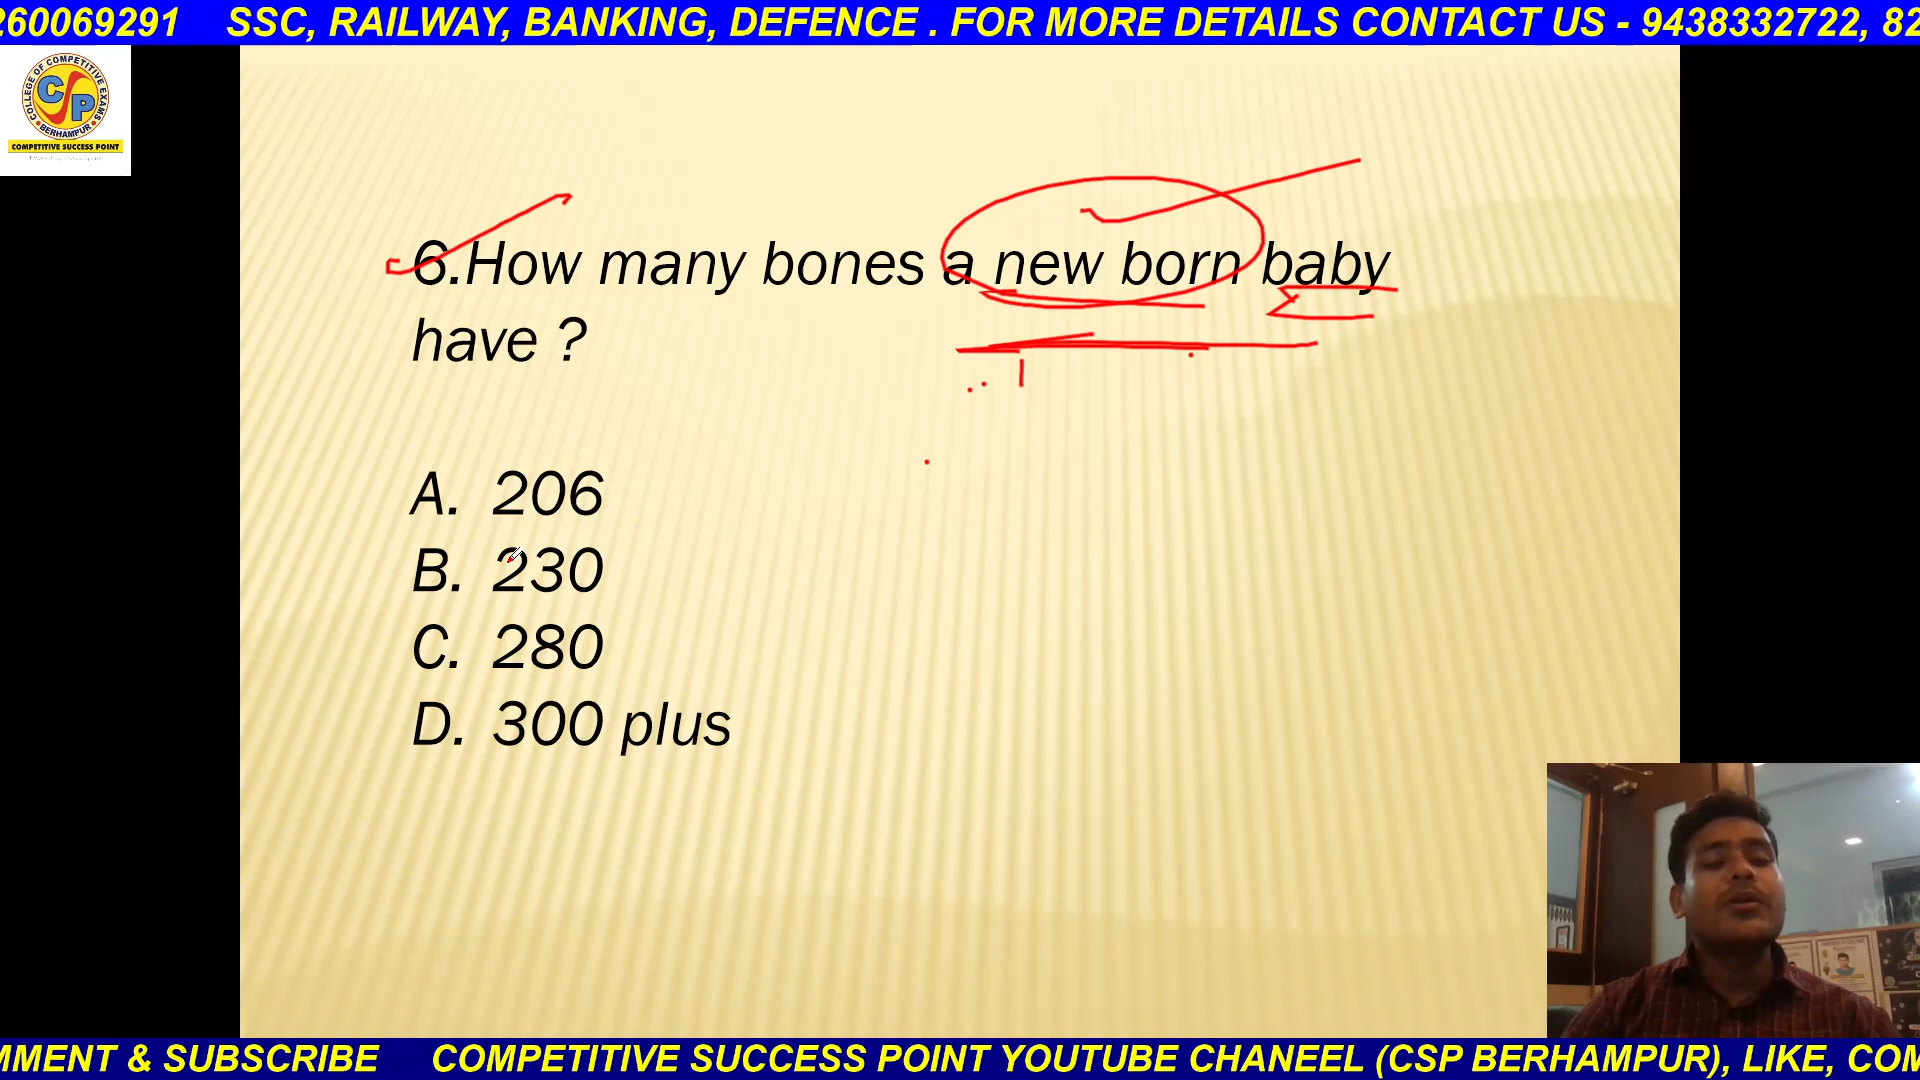 260069291 SSC, RAILWAY, BANKING, DEFENCE . FOR MORE DETAILS CONTACT US - 9438332722, 82
COLLEGE OF COMPETITIVE EXAMS
CSP
BERHAMPUR
COMPETITIVE SUCCESS POINT
6.How many bones a new born baby
have ?
A. 206
B. 230
C. 280
D. 300 plus
MMENT & SUBSCRIBE COMPETITIVE SUCCESS POINT YOUTUBE CHANEEL (CSP BERHAMPUR), LIKE, COM